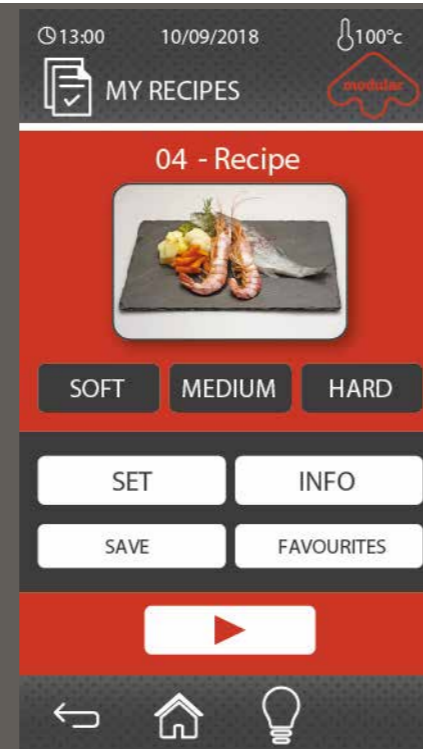 13:00 10/09/2018 100°c
MY RECIPES
modular
04 - Recipe
SOFT MEDIUM HARD
SET INFO
SAVE FAVOURITES